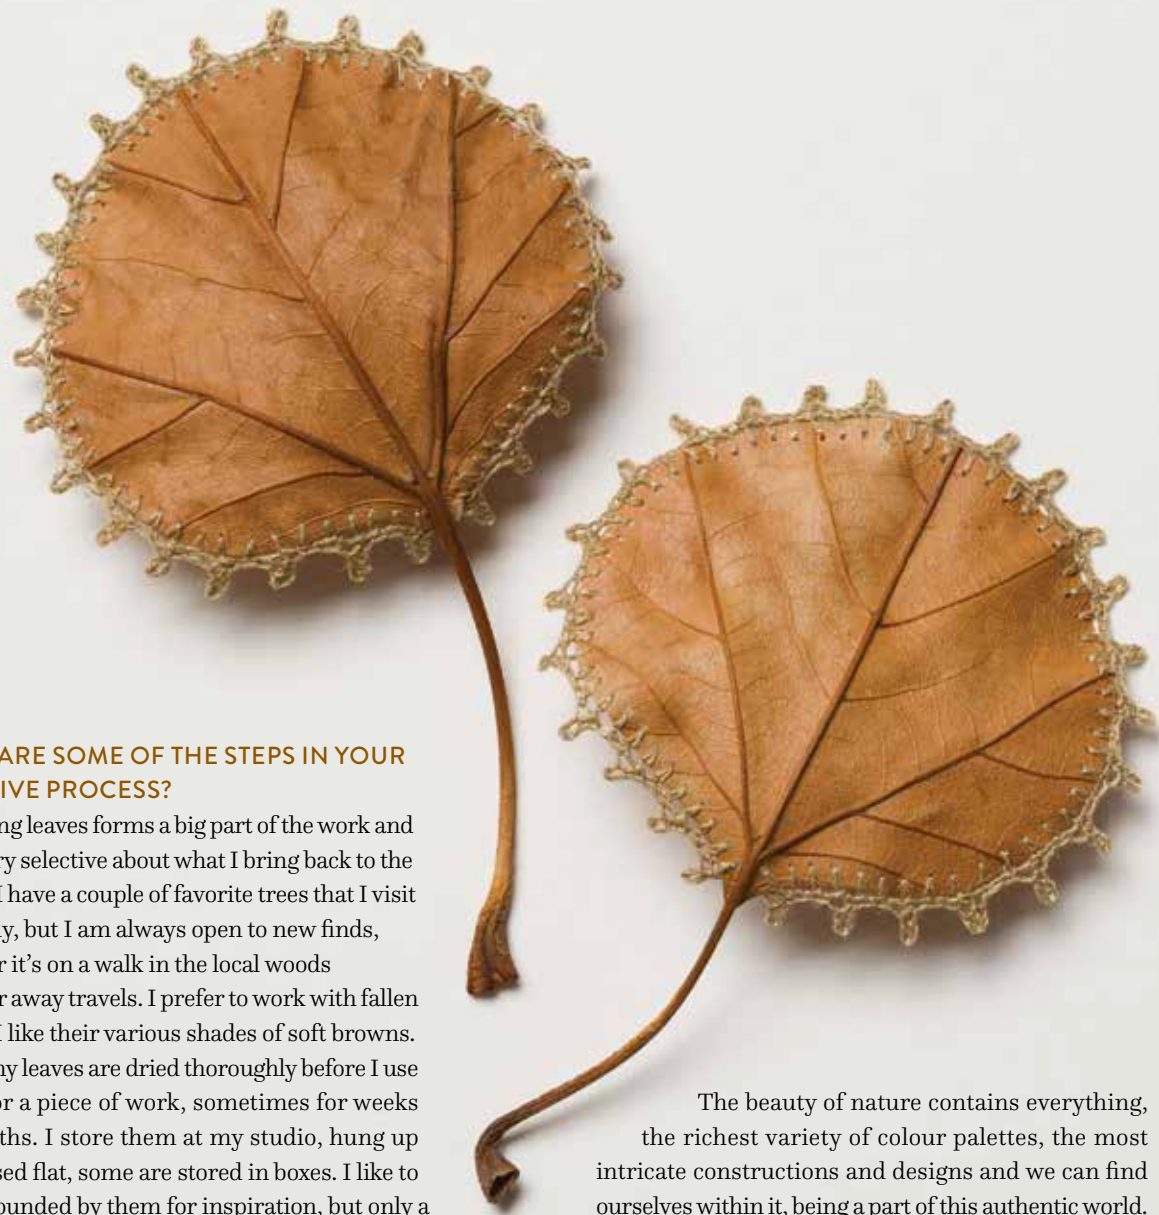 ARE SOME OF THE STEPS IN YOUR
IVE PROCESS?
ng leaves forms a big part of the work and
ry selective about what I bring back to the
I have a couple of favorite trees that I visit
ly, but I am always open to new finds,
r it's on a walk in the local woods
r away travels. I prefer to work with fallen
I like their various shades of soft browns.
ny leaves are dried thoroughly before I use
or a piece of work, sometimes for weeks
ths. I store them at my studio, hung up
sed flat, some are stored in boxes. I like to
ounded by them for inspiration, but only a
The beauty of nature contains everything,
the richest variety of colour palettes, the most
intricate constructions and designs and we can find
ourselves within it, being a part of this authentic world.